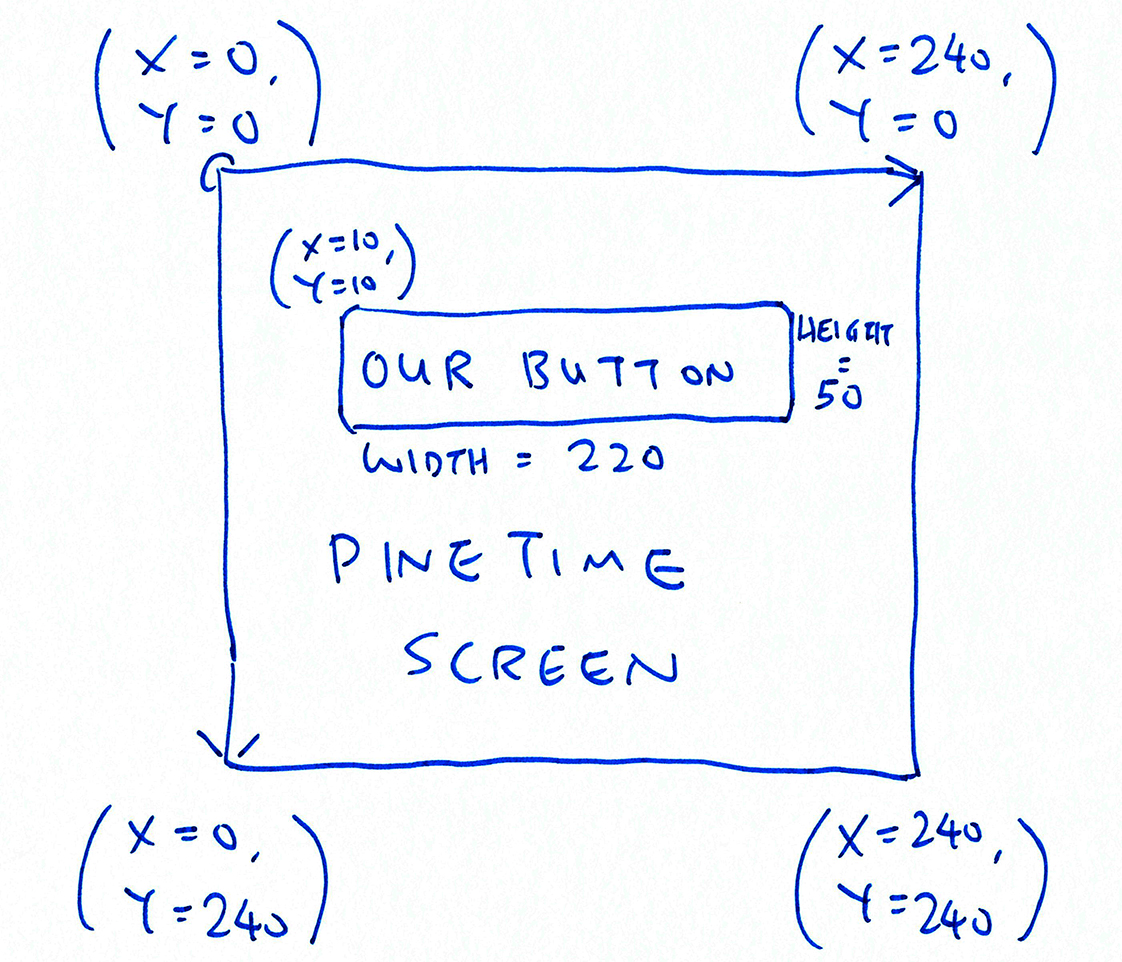 (X=0,
Y=0)
(X=240,
Y=0)
(X=10,
Y=10)
OUR BUTTON
HEIGHT
=
50
WIDTH = 220
PINETIME
SCREEN
(X=0,
Y=240)
(X=240,
Y=240)